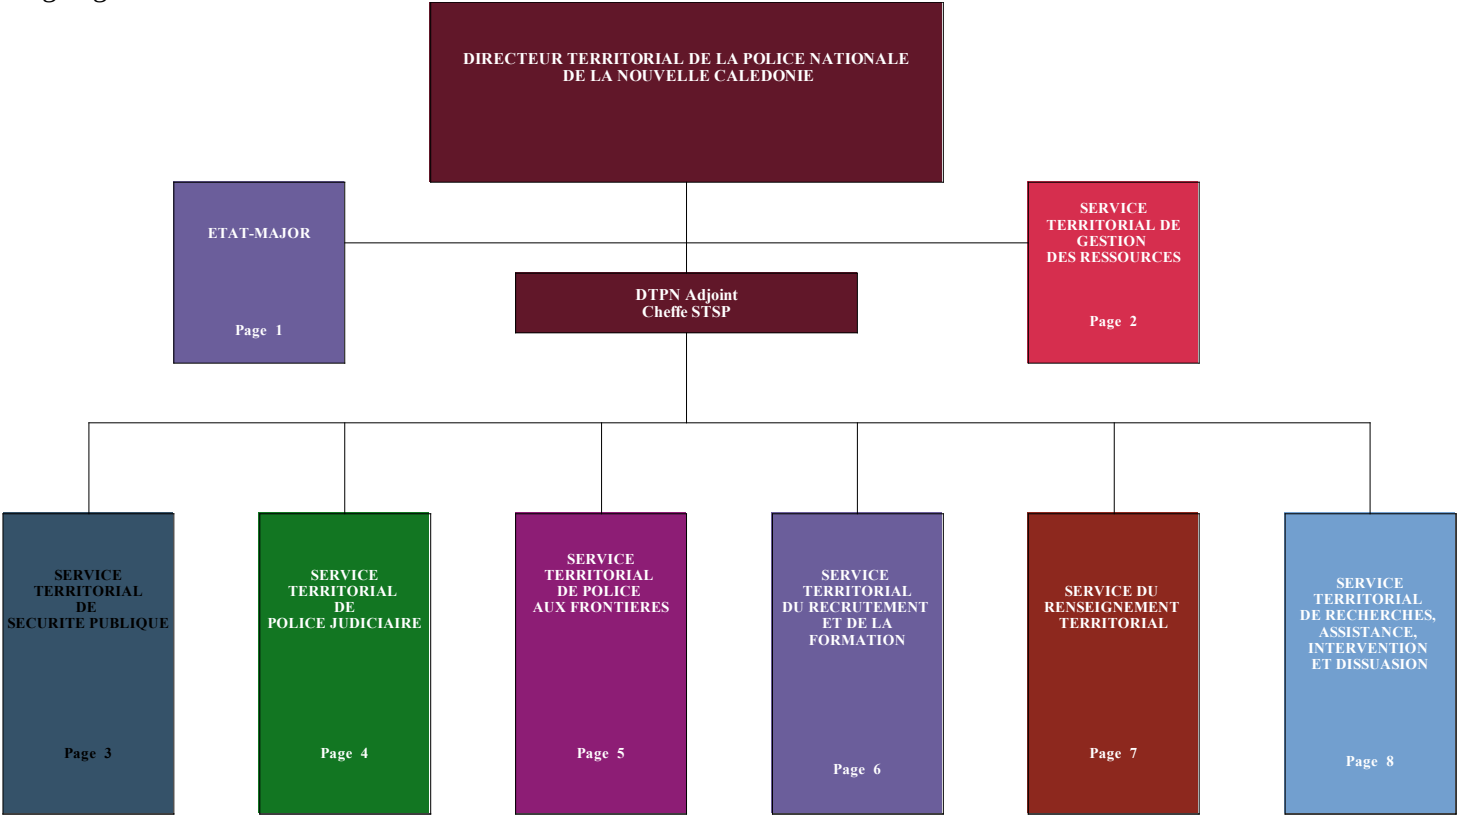 DIRECTEUR TERRITORIAL DE LA POLICE NATIONALE
DE LA NOUVELLE CALEDONIE
ETAT-MAJOR
Page 1
SERVICE
TERRITORIAL DE
GESTION
DES RESSOURCES
Page 2
DTPN Adjoint
Cheffe STSP
SERVICE
TERRITORIAL
DE
SECURITE PUBLIQUE
Page 3
SERVICE
TERRITORIAL
DE
POLICE JUDICIAIRE
Page 4
SERVICE
TERRITORIAL
DE POLICE
AUX FRONTIERES
Page 5
SERVICE
TERRITORIAL
DU RECRUTEMENT
ET DE LA
FORMATION
Page 6
SERVICE DU
RENSEIGNEMENT
TERRITORIAL
Page 7
SERVICE
TERRITORIAL
DE RECHERCHES,
ASSISTANCE,
INTERVENTION
ET DISSUASION
Page 8